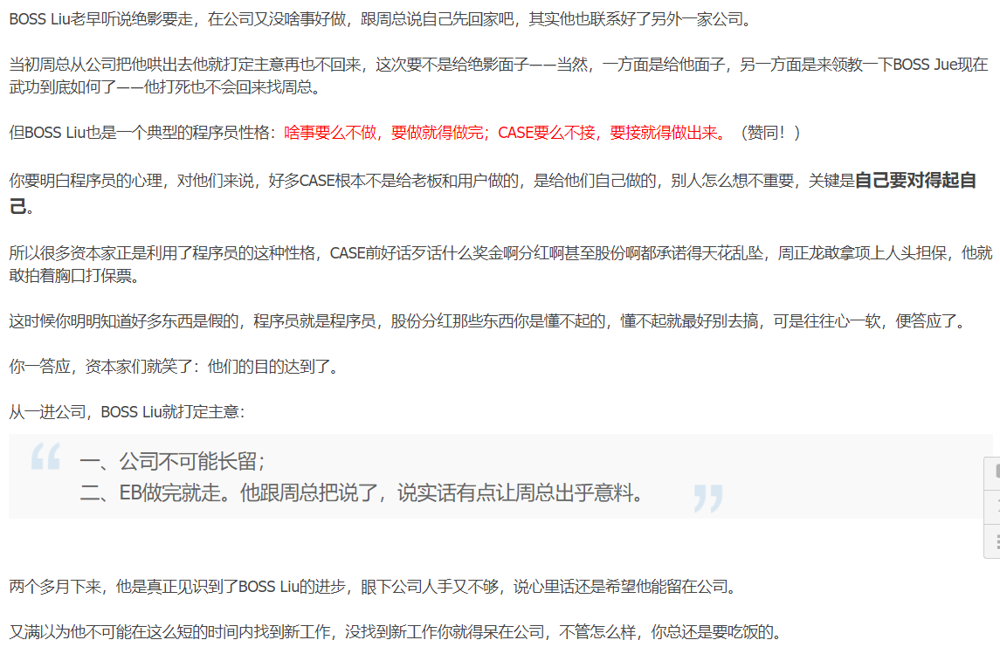 BOSS Liu老早听说绝影要走，在公司又没啥事好做，跟周总说自己先回家吧，其实他也联系好了另外一家公司。
当初周总从公司把他哄出去他就打定主意再也不回来，这次要不是给绝影面子——当然，一方面是给他面子，另一方面是来领教一下BOSS Jue现在
武功到底如何了——他打死也不会回来找周总。
但BOSS Liu也是一个典型的程序员性格：啥事要么不做，要做就得做完；CASE要么不接，要接就得做出来。（赞同！）
你要明白程序员的心理，对他们来说，好多CASE根本不是给老板和用户做的，是给他们自己做的，别人怎么想不重要，关键是自己要对得起自
己。
所以很多资本家正是利用了程序员的这种性格，CASE前好话歹话什么奖金啊分红啊甚至股份啊都承诺得天花乱坠，周正龙敢拿项上人头担保，他就
敢拍着胸口打保票。
这时候你明明知道好多东西是假的，程序员就是程序员，股份分红那些东西你是懂不起的，懂不起就最好别去搞，可是往往心一软，便答应了。
你一答应，资本家们就笑了：他们的目的达到了。
从一进公司，BOSS Liu就打定主意：
一、公司不可能长留；
二、EB做完就走。他跟周总把说了，说实话有点让周总出乎意料。
两个多月下来，他是真正见识到了BOSS Liu的进步，眼下公司人手又不够，说心里话还是希望他能留在公司。
又满以为他不可能在这么短的时间内找到新工作，没找到新工作你就得呆在公司，不管怎么样，你总还是要吃饭的。